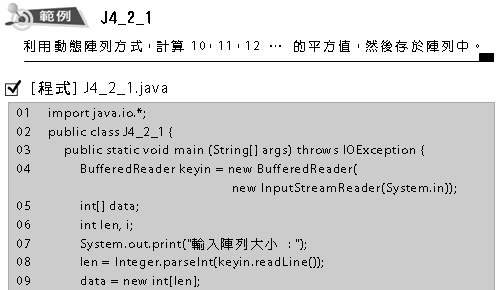 範例 J4_2_1
利用動態陣列方式，計算 10，11，12 … 的平方值，然後存於陣列中。
[程式] J4_2_1.java
01 import java.io.*;
02 public class J4_2_1 {
03 public static void main (String[] args) throws IOException {
04 BufferedReader keyin = new BufferedReader(
new InputStreamReader(System.in));
05 int[] data;
06 int len, i;
07 System.out.print("輸入陣列大小 : ");
08 len = Integer.parseInt(keyin.readLine());
09 data = new int[len];